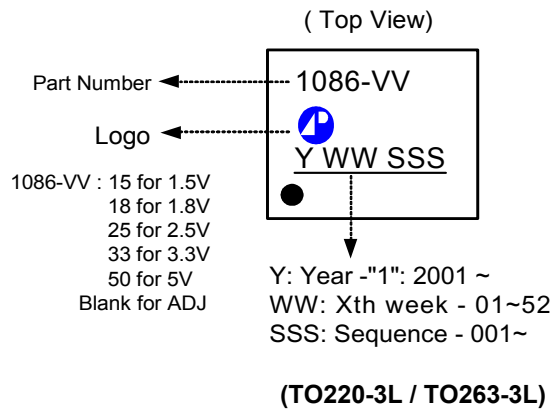 ( Top View)
Part Number
1086-VV
Logo
Y WW SSS
1086-VV : 15 for 1.5V
18 for 1.8V
25 for 2.5V
33 for 3.3V
50 for 5V
Blank for ADJ
Y: Year -"1": 2001 ~
WW: Xth week - 01~52
SSS: Sequence - 001~
(TO220-3L / TO263-3L)